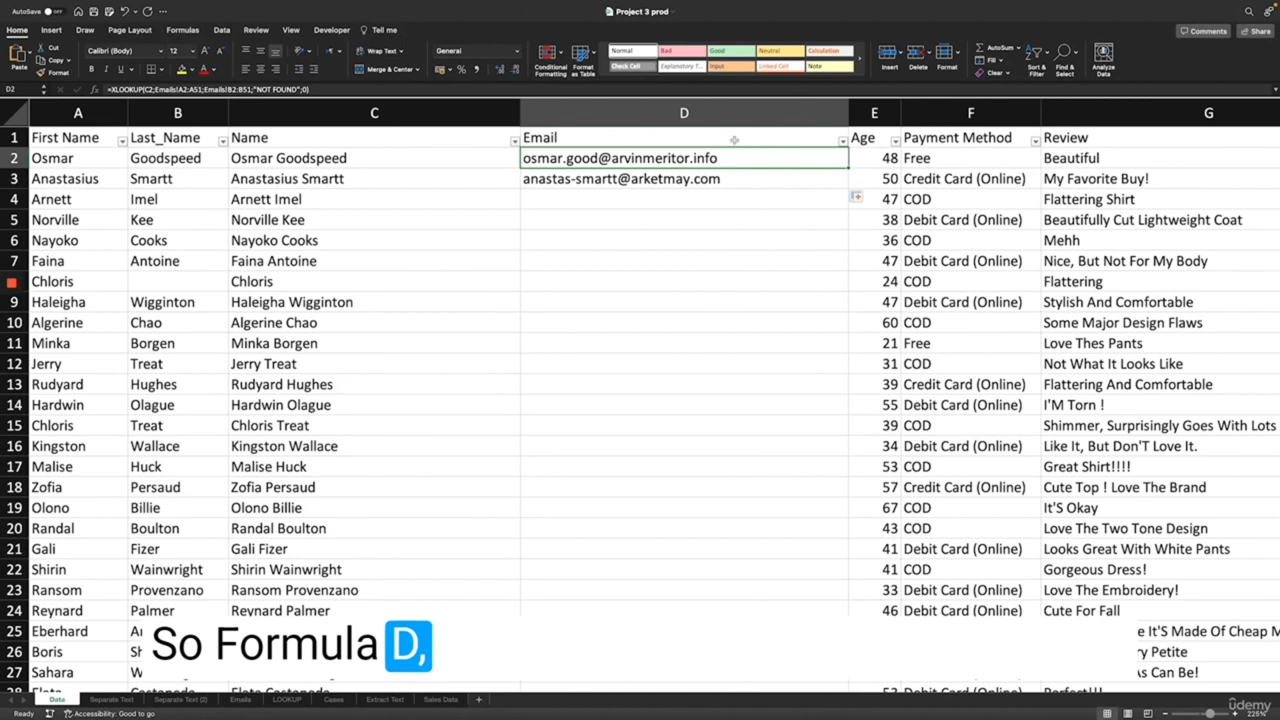 AutoSave OFF Project 3 prod
Home Insert Draw Page Layout Formulas Data Review View Developer Tell me Comments Share
Paste Cut Copy Format
Calibri (Body) 12 B I U
Wrap Text Merge & Center
General
Conditional Formatting Format as Table
Normal Bad Good Neutral Calculation
Check Cell Explanatory T... Input Linked Cell Note
Insert Delete Format
AutoSum Fill Clear
Sort & Filter Find & Select Analyze Data
D2 fx =XLOOKUP(C2;Emails!A2:A51;Emails!B2:B51;"NOT FOUND";0)
A B C D E F G
1 First Name Last_Name Name Email Age Payment Method Review
2 Osmar Goodspeed Osmar Goodspeed osmar.good@arvinmeritor.info 48 Free Beautiful
3 Anastasius Smartt Anastasius Smartt anastas-smartt@arketmay.com 50 Credit Card (Online) My Favorite Buy!
4 Arnett Imel Arnett Imel 47 COD Flattering Shirt
5 Norville Kee Norville Kee 38 Debit Card (Online) Beautifully Cut Lightweight Coat
6 Nayoko Cooks Nayoko Cooks 36 COD Mehh
7 Faina Antoine Faina Antoine 47 Debit Card (Online) Nice, But Not For My Body
Chloris Chloris 24 COD Flattering
9 Haleigha Wigginton Haleigha Wigginton 47 Debit Card (Online) Stylish And Comfortable
10 Algerine Chao Algerine Chao 60 COD Some Major Design Flaws
11 Minka Borgen Minka Borgen 21 Free Love Thes Pants
12 Jerry Treat Jerry Treat 31 COD Not What It Looks Like
13 Rudyard Hughes Rudyard Hughes 39 Credit Card (Online) Flattering And Comfortable
14 Hardwin Olague Hardwin Olague 55 Debit Card (Online) I'M Torn !
15 Chloris Treat Chloris Treat 39 COD Shimmer, Surprisingly Goes With Lots
16 Kingston Wallace Kingston Wallace 34 Debit Card (Online) Like It, But Don'T Love It.
17 Malise Huck Malise Huck 53 COD Great Shirt!!!!
18 Zofia Persaud Zofia Persaud 57 Credit Card (Online) Cute Top ! Love The Brand
19 Olono Billie Olono Billie 67 COD It'S Okay
20 Randal Boulton Randal Boulton 43 COD Love The Two Tone Design
21 Gali Fizer Gali Fizer 41 Debit Card (Online) Looks Great With White Pants
22 Shirin Wainwright Shirin Wainwright 41 COD Gorgeous Dress!
23 Ransom Provenzano Ransom Provenzano 33 Debit Card (Online) Love The Embroidery!
24 Reynard Palmer Reynard Palmer 46 COD Cute For Fall
25 Eberhard e It'S Made Of Cheap M
26 Boris ry Petite
27 Sahara As Can Be!
So Formula D,
Data Separate Text Separate Text (2) Emails LOOKUP Cases Extract Text Sales Data +
Ready Accessibility: Good to go 225%
udemy